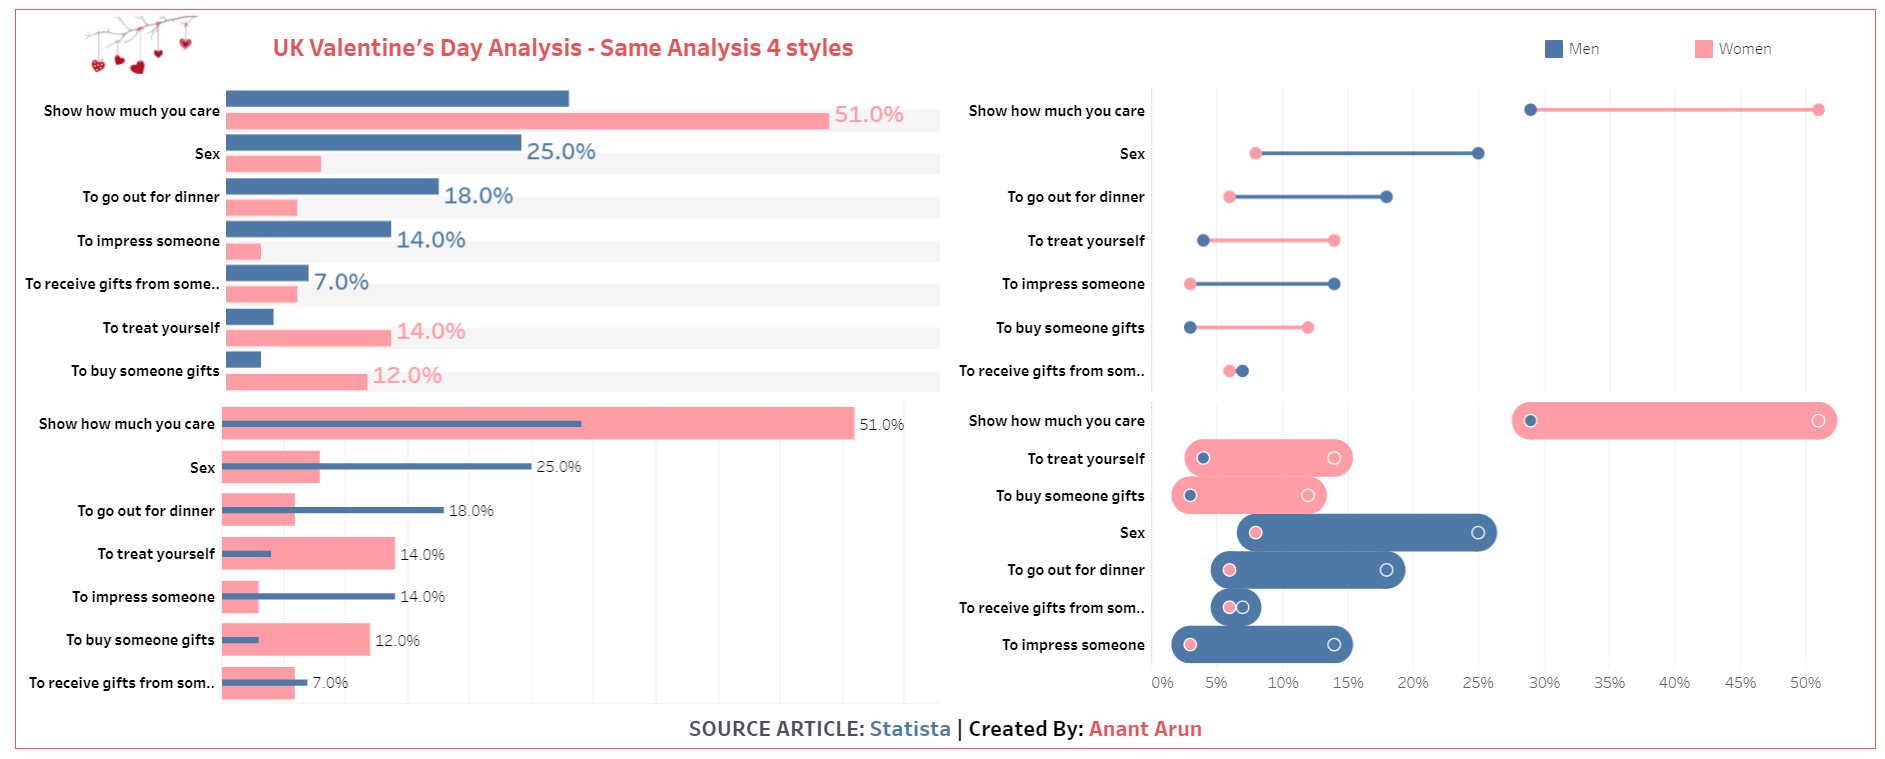 UK Valentine’s Day Analysis - Same Analysis 4 styles
Men
Women
Show how much you care
51.0%
Sex
25.0%
To go out for dinner
18.0%
To impress someone
14.0%
To receive gifts from some..
7.0%
To treat yourself
14.0%
To buy someone gifts
12.0%
Show how much you care
Sex
To go out for dinner
To treat yourself
To impress someone
To buy someone gifts
To receive gifts from som..
Show how much you care
51.0%
Sex
25.0%
To go out for dinner
18.0%
To treat yourself
14.0%
To impress someone
14.0%
To buy someone gifts
12.0%
To receive gifts from som..
7.0%
Show how much you care
To treat yourself
To buy someone gifts
Sex
To go out for dinner
To receive gifts from som..
To impress someone
0% 5% 10% 15% 20% 25% 30% 35% 40% 45% 50%
SOURCE ARTICLE: Statista | Created By: Anant Arun